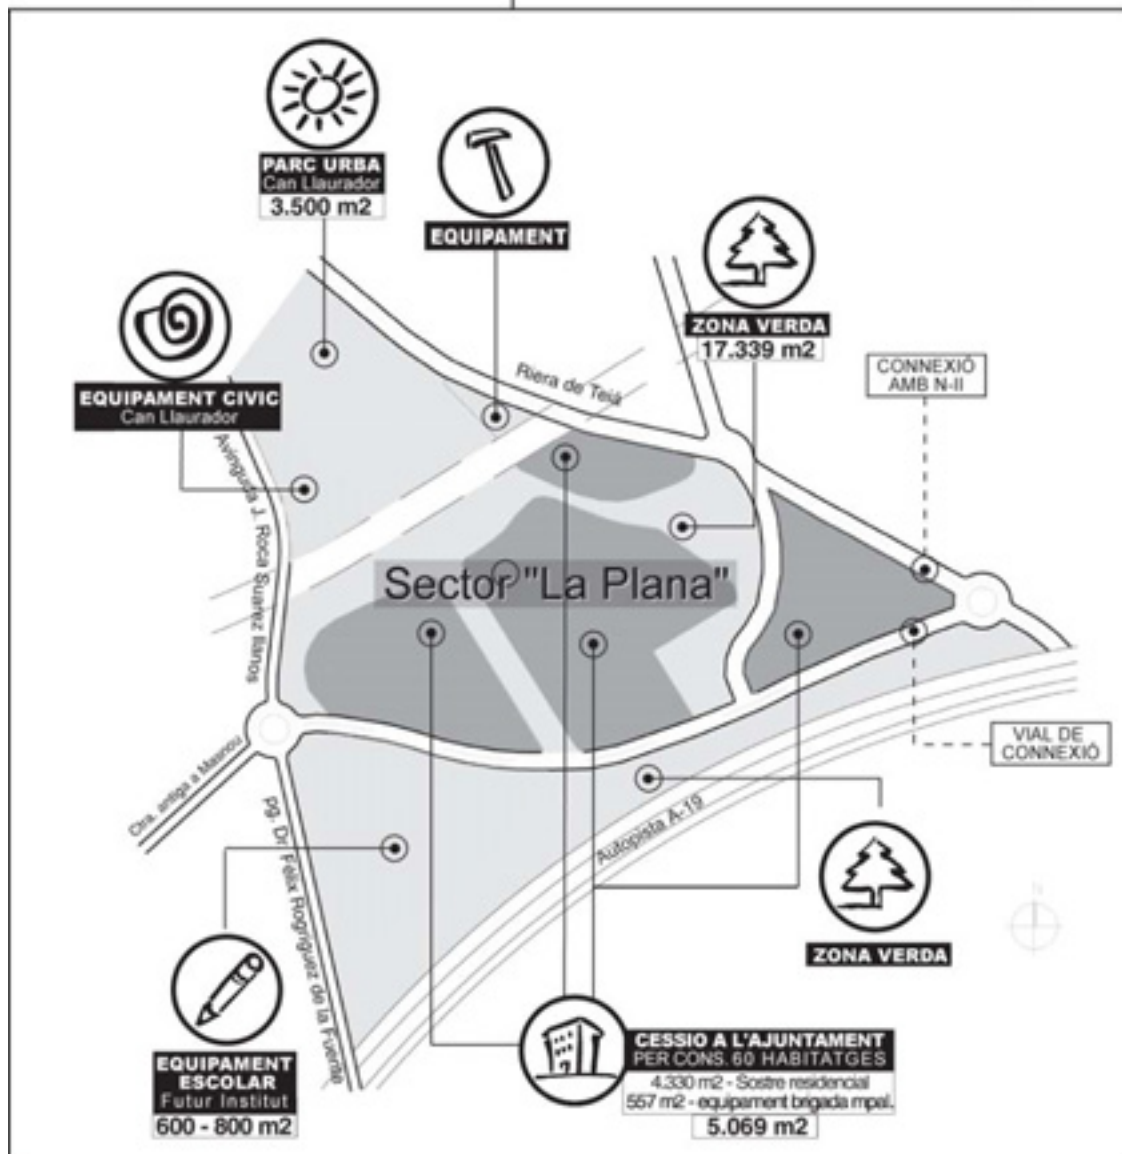 PARC URBA
Can Llaurador
3.500 m2
EQUIPAMENT
ZONA VERDA
17.339 m2
CONNEXIÓ
AMB N-II
EQUIPAMENT CIVIC
Can Llaurador
Riera de Teià
Avinguda J. Roca Suarez llanos
Sector "La Plana"
VIAL DE
CONNEXIÓ
Ctra. antiga a Masnou
pg. Dr. Fèlix Rogríguez de la Fuente
Autopista A-19
ZONA VERDA
N
EQUIPAMENT
ESCOLAR
Futur Institut
600 - 800 m2
CESSIO A L'AJUNTAMENT
PER CONS. 60 HABITATGES
4.330 m2 - Sostre residencial
557 m2 - equipament brigada mpal.
5.069 m2